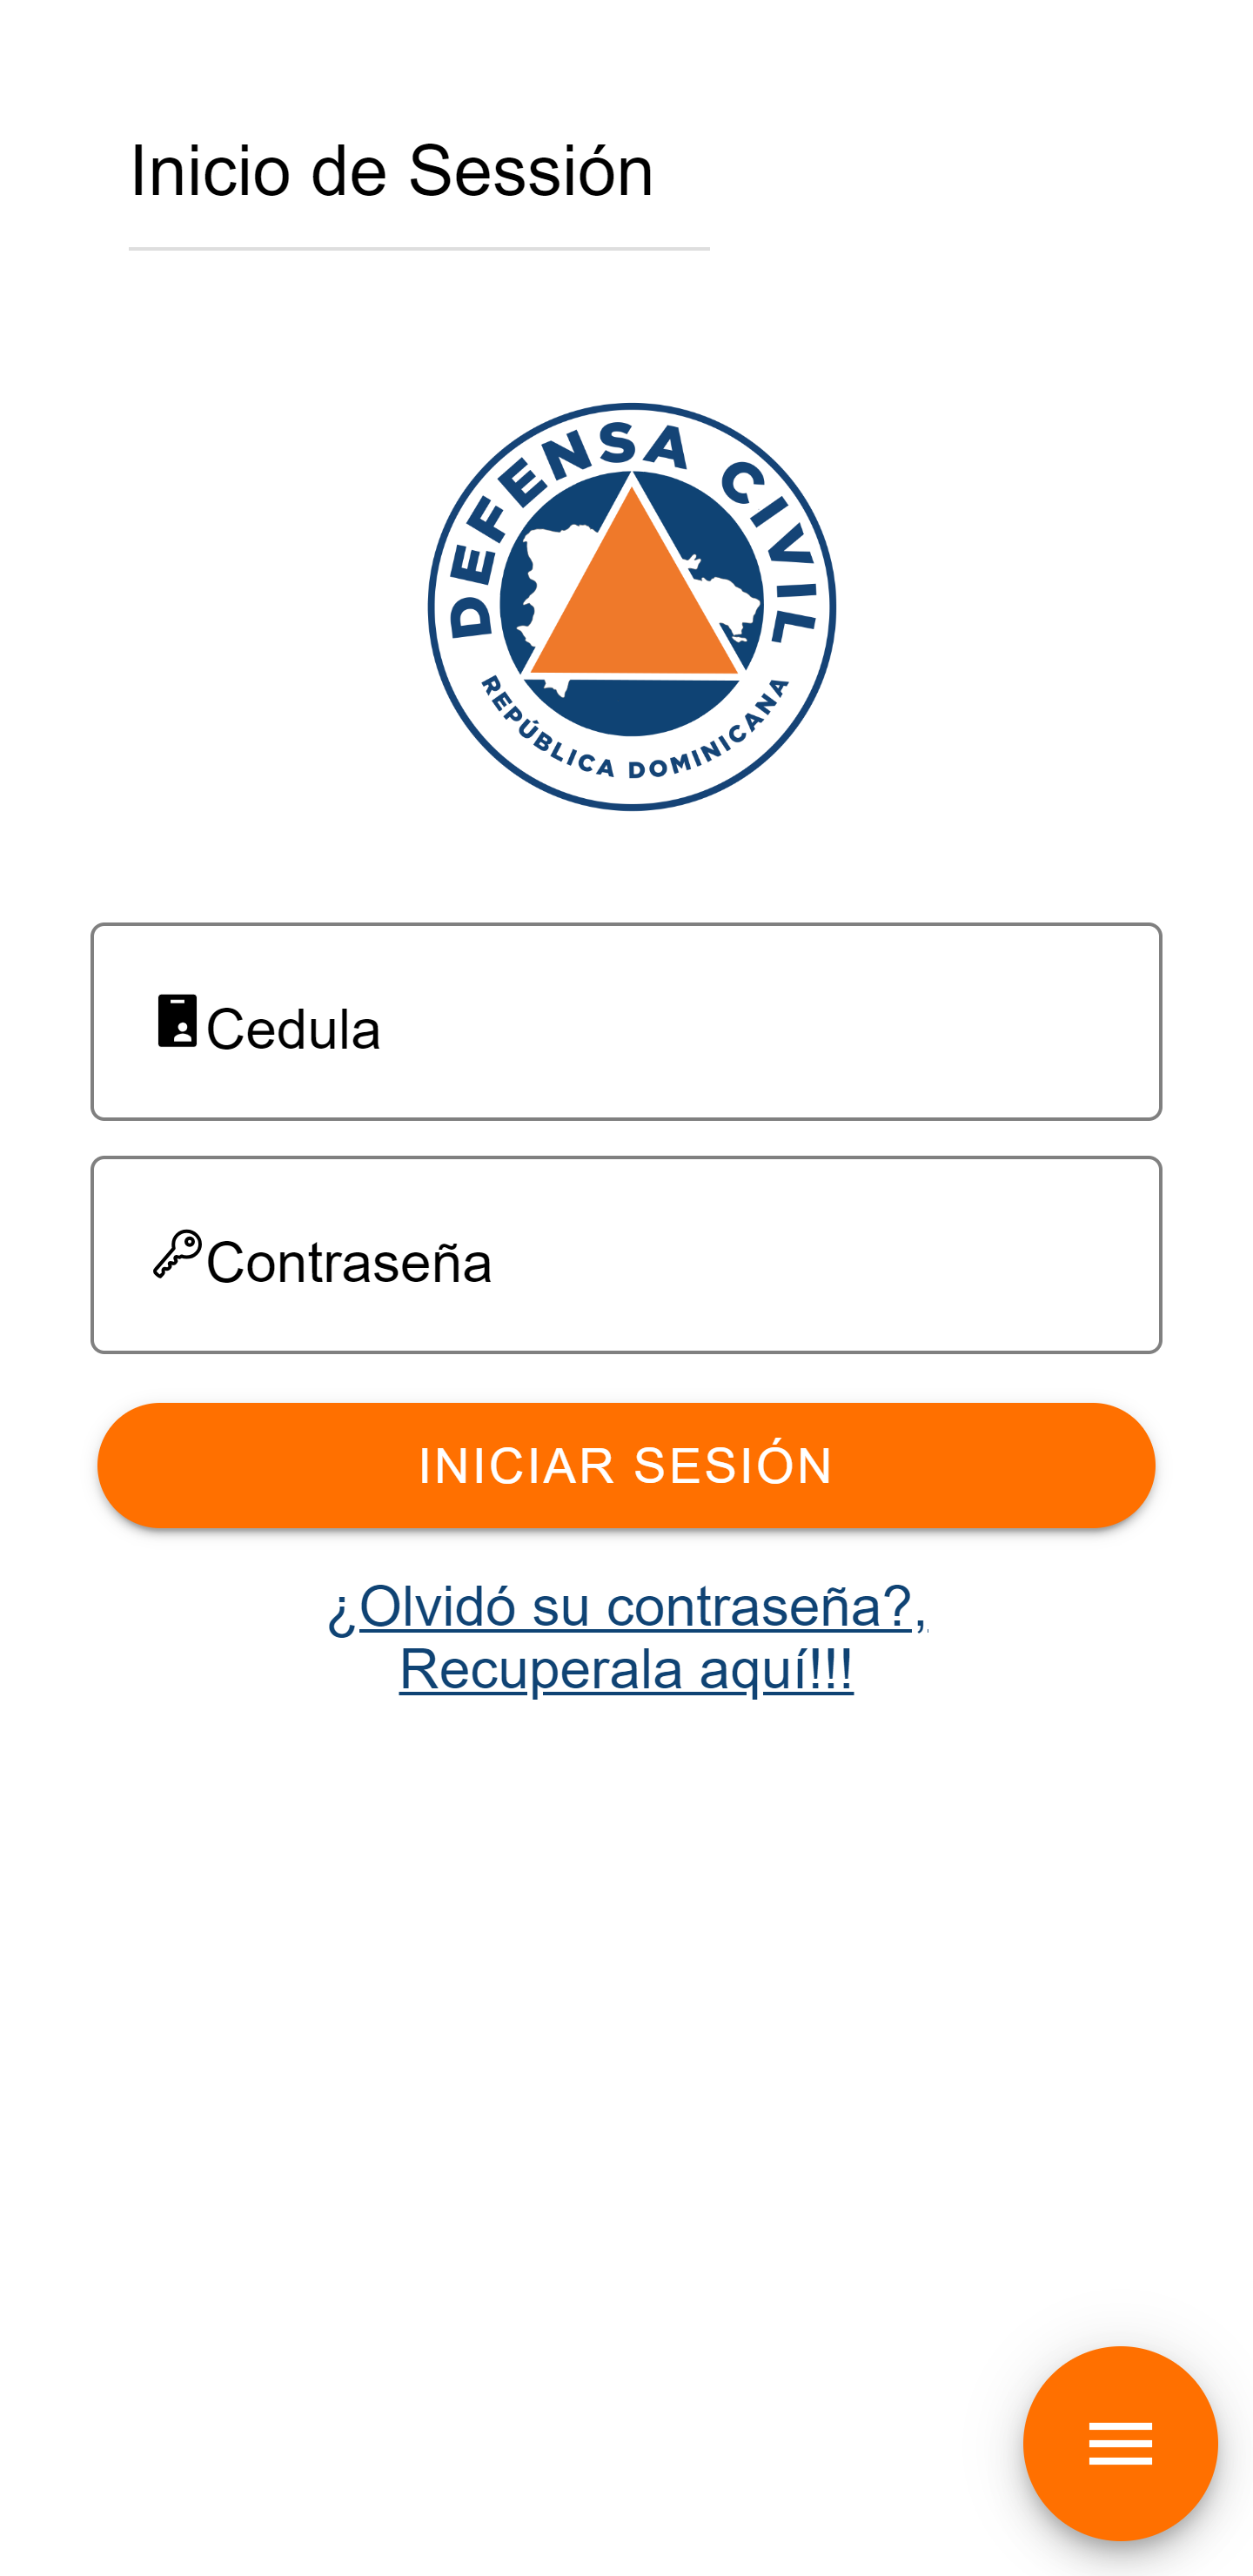 Inicio de Sessión
DEFENSA CIVIL
REPÚBLICA DOMINICANA
Cedula
Contraseña
INICIAR SESIÓN
¿Olvidó su contraseña?,
Recuperala aquí!!!